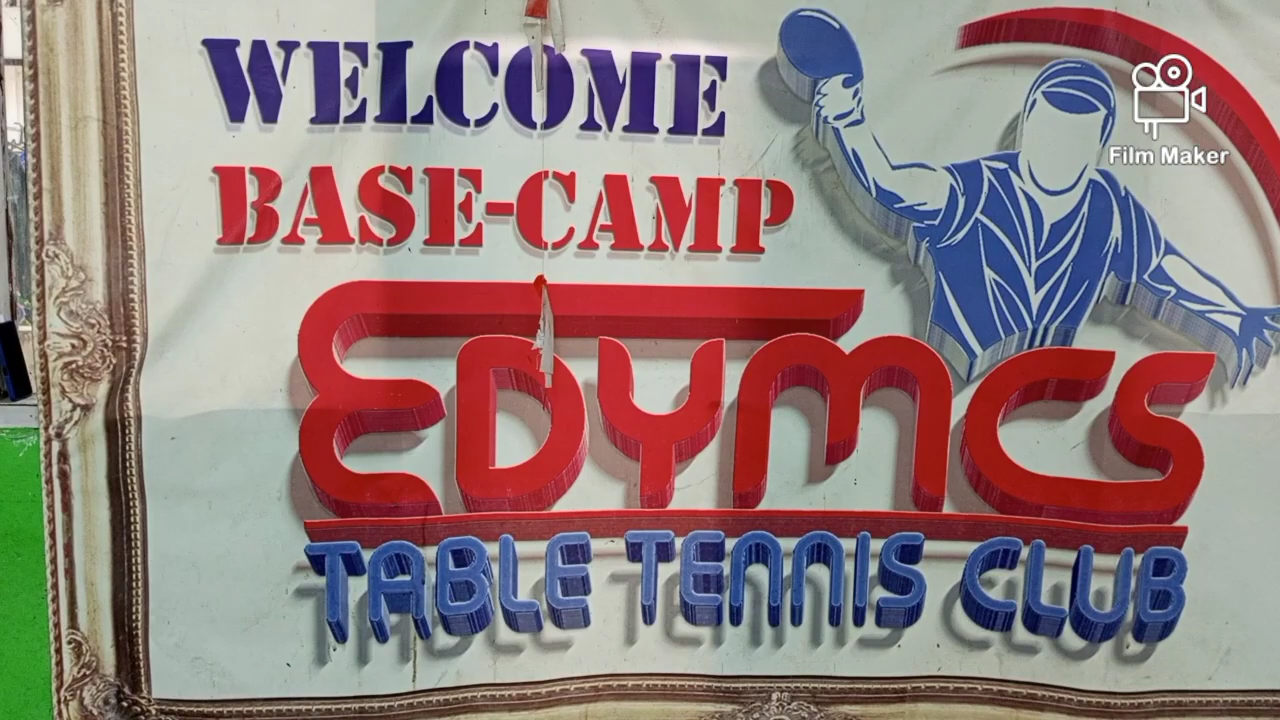 WELCOME
BASE-CAMP
EDYMCS
TABLE TENNIS CLUB
Film Maker